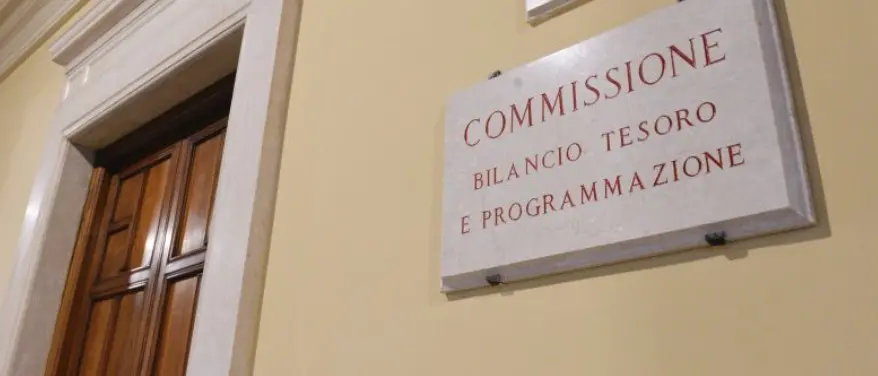 COMMISSIONE
BILANCIO TESORO
E PROGRAMMAZIONE